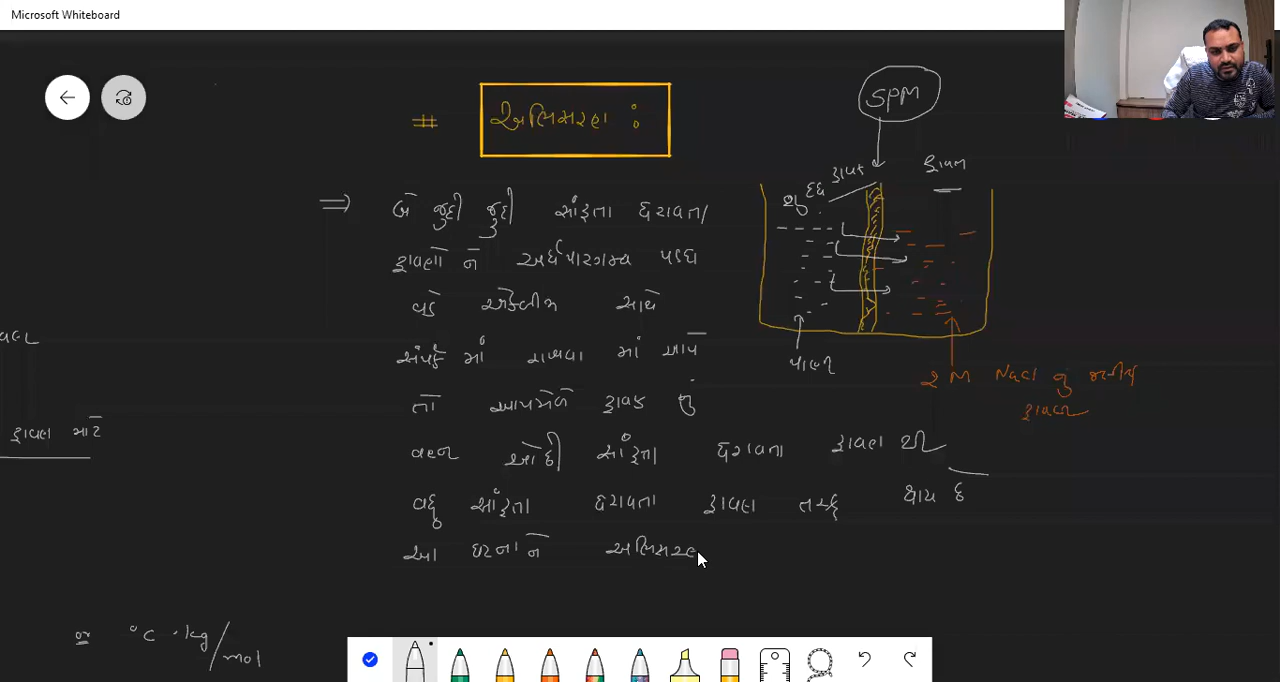 Microsoft Whiteboard
# અભિસરણ :
SPM
શુદ્ધ દ્રાવક
દ્રાવણ
⇒ બે જુદી જુદી સાંદ્રતા ધરાવતા
દ્રાવણો ને અર્ધપારગમ્ય પડદા
વડે એકબીજા સાથે
સંપર્ક માં રાખવા માં આવે
તો આપમેળે દ્રાવક નું
વહન ઓછી સાંદ્રતા ધરાવતા દ્રાવણ થી
વધુ સાંદ્રતા ધરાવતા દ્રાવણ તરફ થાય છે
આ ઘટના ને અભિસરણ
પાણી
2 M NaCl નું જલીય
દ્રાવણ
દ્રાવણ માટે
or °C · kg/mol